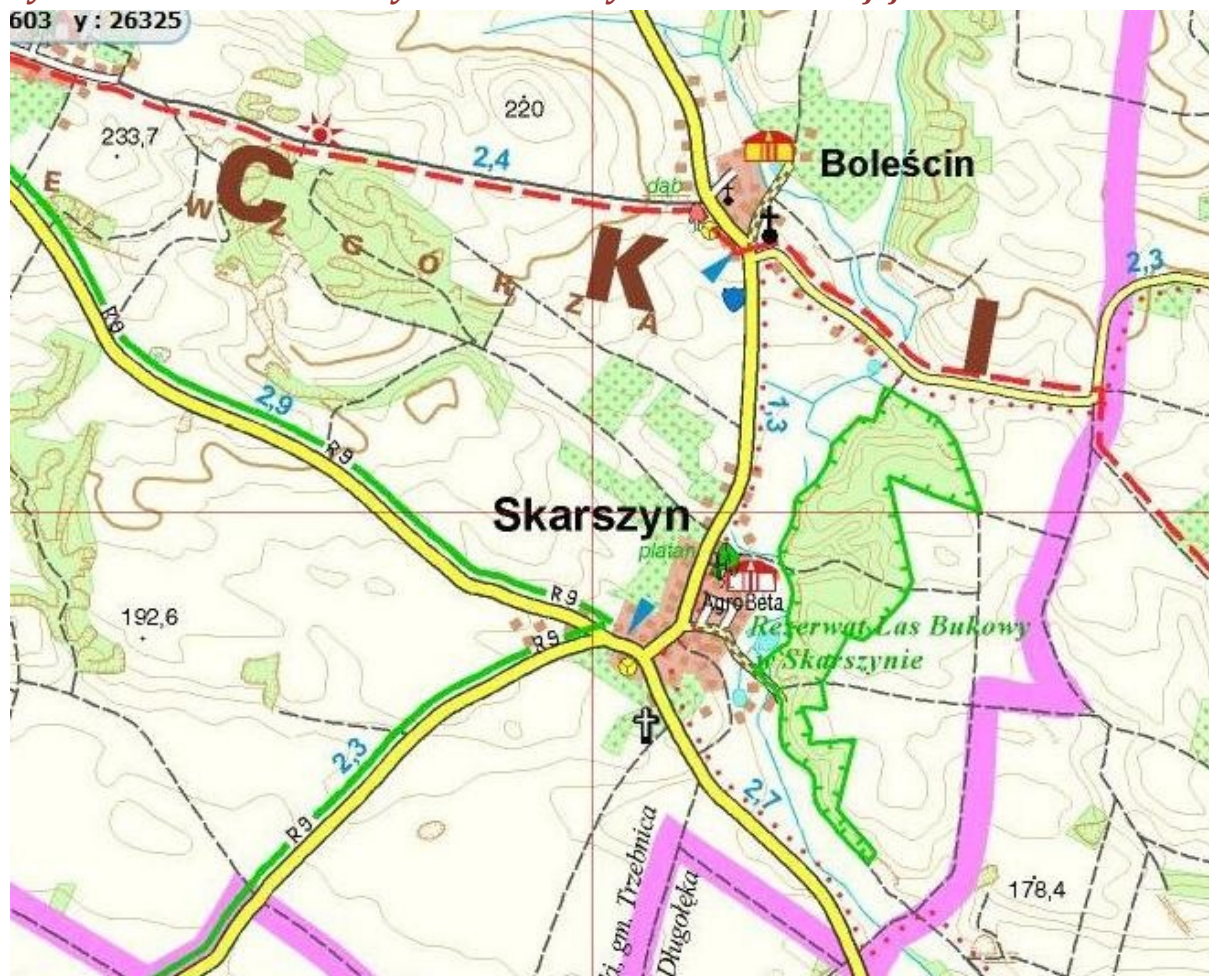 603 y : 26325
220
233,7
2,4
Boleścin
dąb
E
C
W Z G Ó R Z A
K
I
2,3
R9
2,9
1,3
R9
Skarszyn
platan
192,6
R9
AgroBeta
Rezerwat Las Bukowy
w Skarszynie
R9
2,3
2,7
R9
gm. Trzebnica
Długołęka
178,4